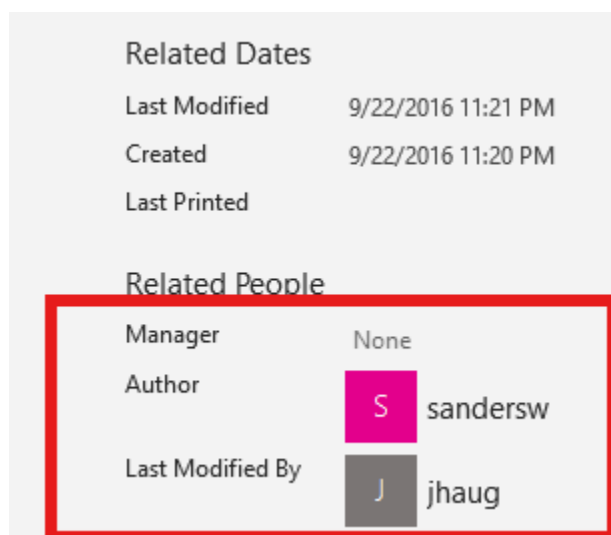 Related Dates
Last Modified 9/22/2016 11:21 PM
Created 9/22/2016 11:20 PM
Last Printed
Related People
Manager None
Author S sandersw
Last Modified By J jhaug